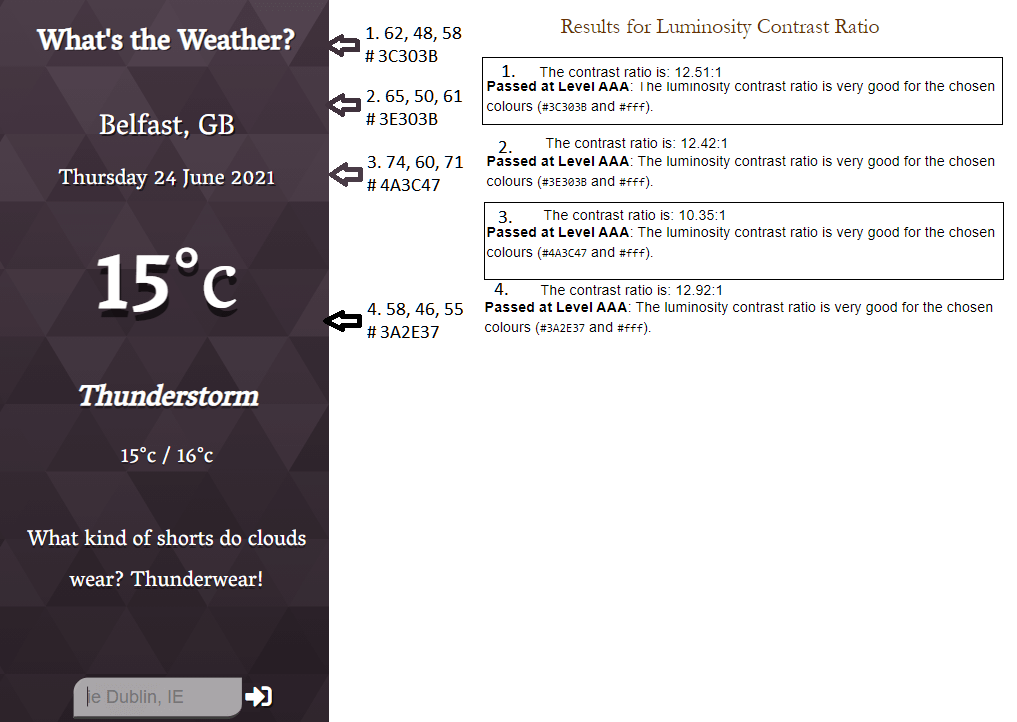 What's the Weather?
Belfast, GB
Thursday 24 June 2021
15°c
Thunderstorm
15°c / 16°c
What kind of shorts do clouds
wear? Thunderwear!
ie Dublin, IE
1. 62, 48, 58
# 3C303B
2. 65, 50, 61
# 3E303B
3. 74, 60, 71
# 4A3C47
4. 58, 46, 55
# 3A2E37
Results for Luminosity Contrast Ratio
1. The contrast ratio is: 12.51:1
Passed at Level AAA: The luminosity contrast ratio is very good for the chosen
colours (#3C303B and #fff).
2. The contrast ratio is: 12.42:1
Passed at Level AAA: The luminosity contrast ratio is very good for the chosen
colours (#3E303B and #fff).
3. The contrast ratio is: 10.35:1
Passed at Level AAA: The luminosity contrast ratio is very good for the chosen
colours (#4A3C47 and #fff).
4. The contrast ratio is: 12.92:1
Passed at Level AAA: The luminosity contrast ratio is very good for the chosen
colours (#3A2E37 and #fff).